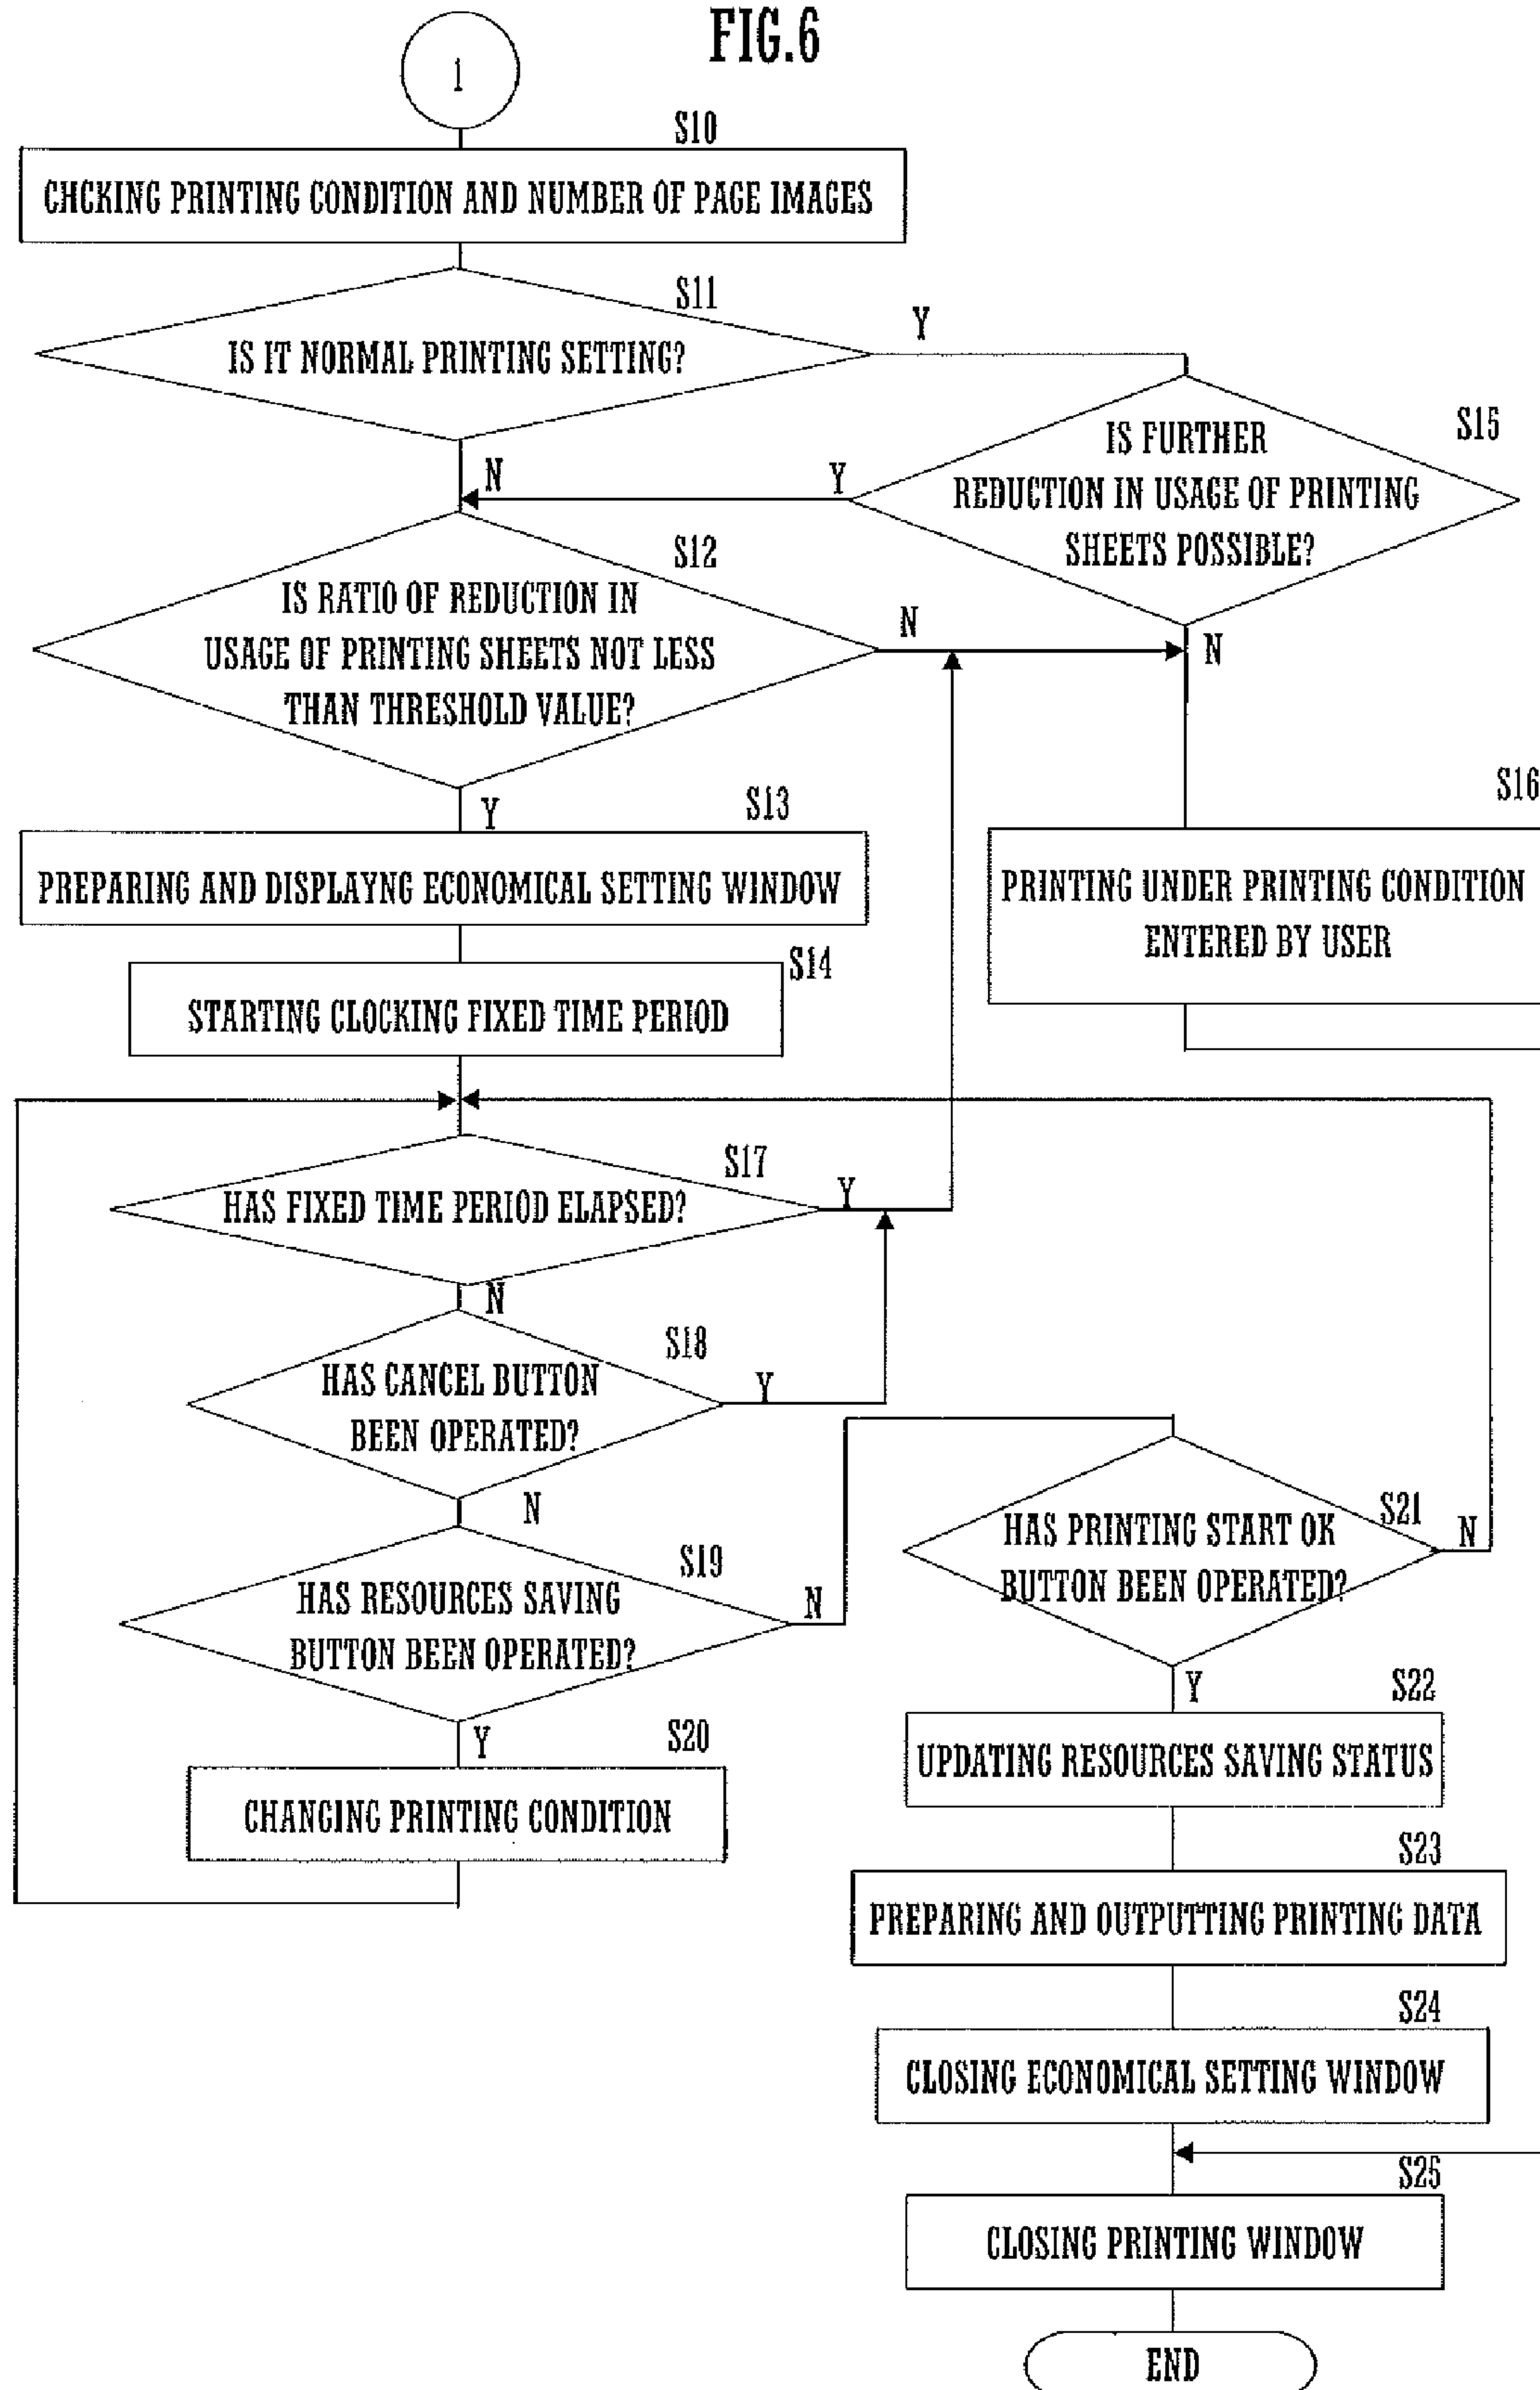 FIG.6
1
S10
CHCKING PRINTING CONDITION AND NUMBER OF PAGE IMAGES
S11
Y
IS IT NORMAL PRINTING SETTING?
N
S15
IS FURTHER
REDUCTION IN USAGE OF PRINTING
SHEETS POSSIBLE?
Y
N
S12
IS RATIO OF REDUCTION IN
USAGE OF PRINTING SHEETS NOT LESS
THAN THRESHOLD VALUE?
N
Y
S13
PREPARING AND DISPLAYNG ECONOMICAL SETTING WINDOW
S16
PRINTING UNDER PRINTING CONDITION
ENTERED BY USER
S14
STARTING CLOCKING FIXED TIME PERIOD
S17
HAS FIXED TIME PERIOD ELAPSED?
Y
N
S18
HAS CANCEL BUTTON
BEEN OPERATED?
Y
N
S19
HAS RESOURCES SAVING
BUTTON BEEN OPERATED?
N
Y
S20
CHANGING PRINTING CONDITION
S21
HAS PRINTING START OK
BUTTON BEEN OPERATED?
N
Y
S22
UPDATING RESOURCES SAVING STATUS
S23
PREPARING AND OUTPUTTING PRINTING DATA
S24
CLOSING ECONOMICAL SETTING WINDOW
S25
CLOSING PRINTING WINDOW
END